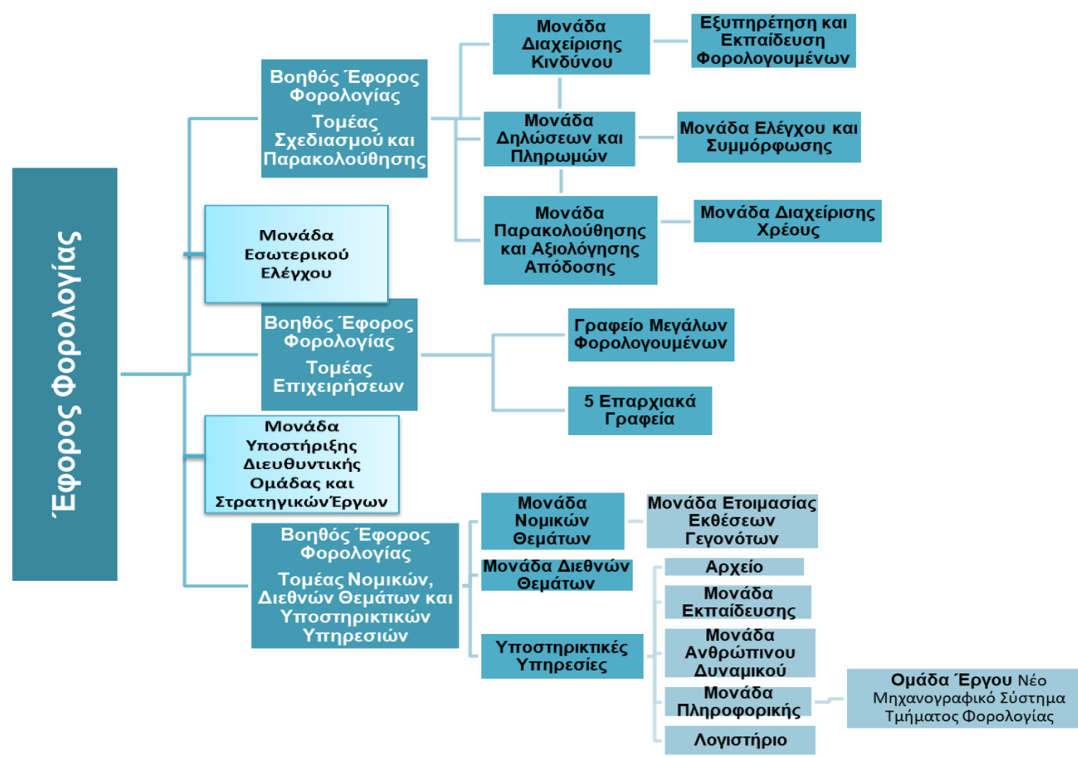 Έφορος Φορολογίας
Βοηθός Έφορος
Φορολογίας
Τομέας
Σχεδιασμού και
Παρακολούθησης
Μονάδα
Διαχείρισης
Κινδύνου
Εξυπηρέτηση και
Εκπαίδευση
Φορολογουμένων
Μονάδα
Δηλώσεων και
Πληρωμών
Μονάδα Ελέγχου και
Συμμόρφωσης
Μονάδα
Παρακολούθησης
και Αξιολόγησης
Απόδοσης
Μονάδα Διαχείρισης
Χρέους
Μονάδα
Εσωτερικού
Ελέγχου
Βοηθός Έφορος
Φορολογίας
Τομέας
Επιχειρήσεων
Γραφείο Μεγάλων
Φορολογουμένων
5 Επαρχιακά
Γραφεία
Μονάδα
Υποστήριξης
Διευθυντικής
Ομάδας και
ΣτρατηγικώνΈργων
Βοηθός Έφορος
Φορολογίας
Τομέας Νομικών,
Διεθνών Θεμάτων και
Υποστηρικτικών
Υπηρεσιών
Μονάδα
Νομικών
Θεμάτων
Μονάδα Ετοιμασίας
Εκθέσεων
Γεγονότων
Μονάδα Διεθνών
Θεμάτων
Υποστηρικτικές
Υπηρεσίες
Αρχείο
Μονάδα
Εκπαίδευσης
Μονάδα
Ανθρώπινου
Δυναμικού
Μονάδα
Πληροφορικής
Ομάδα Έργου Νέο
Μηχανογραφικό Σύστημα
Τμήματος Φορολογίας
Λογιστήριο